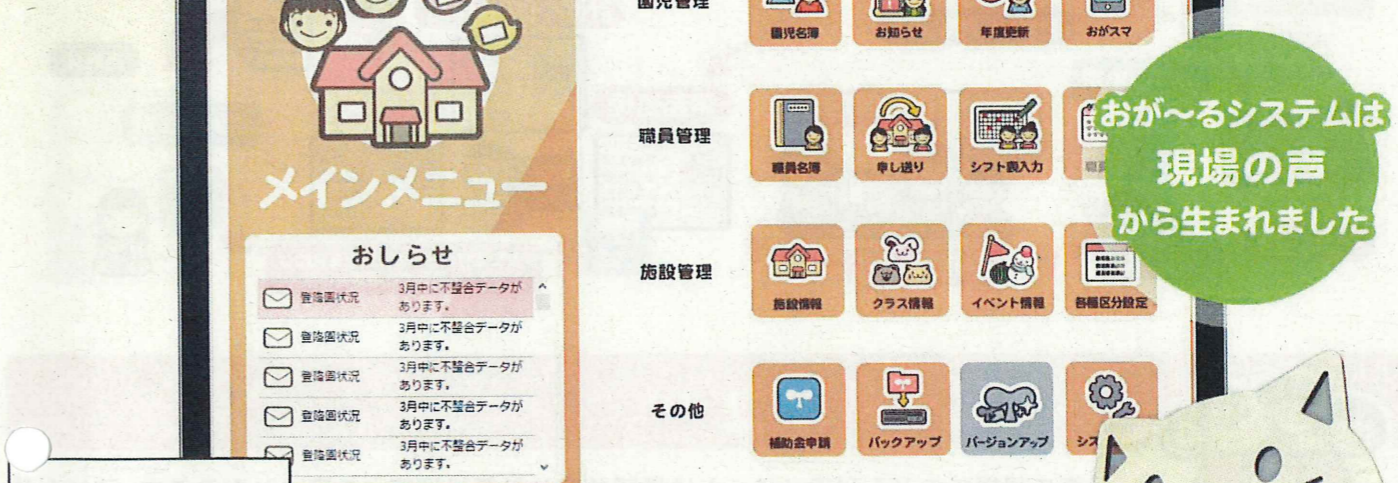 メインメニュー
おしらせ
登降園状況
3月中に不整合データが
あります。
登降園状況
3月中に不整合データが
あります。
登降園状況
3月中に不整合データが
あります。
登降園状況
3月中に不整合データが
あります。
登降園状況
3月中に不整合データが
あります。
園児管理
園児名簿
お知らせ
年度更新
おがスマ
職員管理
職員名簿
申し送り
シフト表入力
施設管理
施設情報
クラス情報
イベント情報
各種区分設定
その他
補助金申請
バックアップ
バージョンアップ
シス
おが〜るシステムは
現場の声
から生まれました